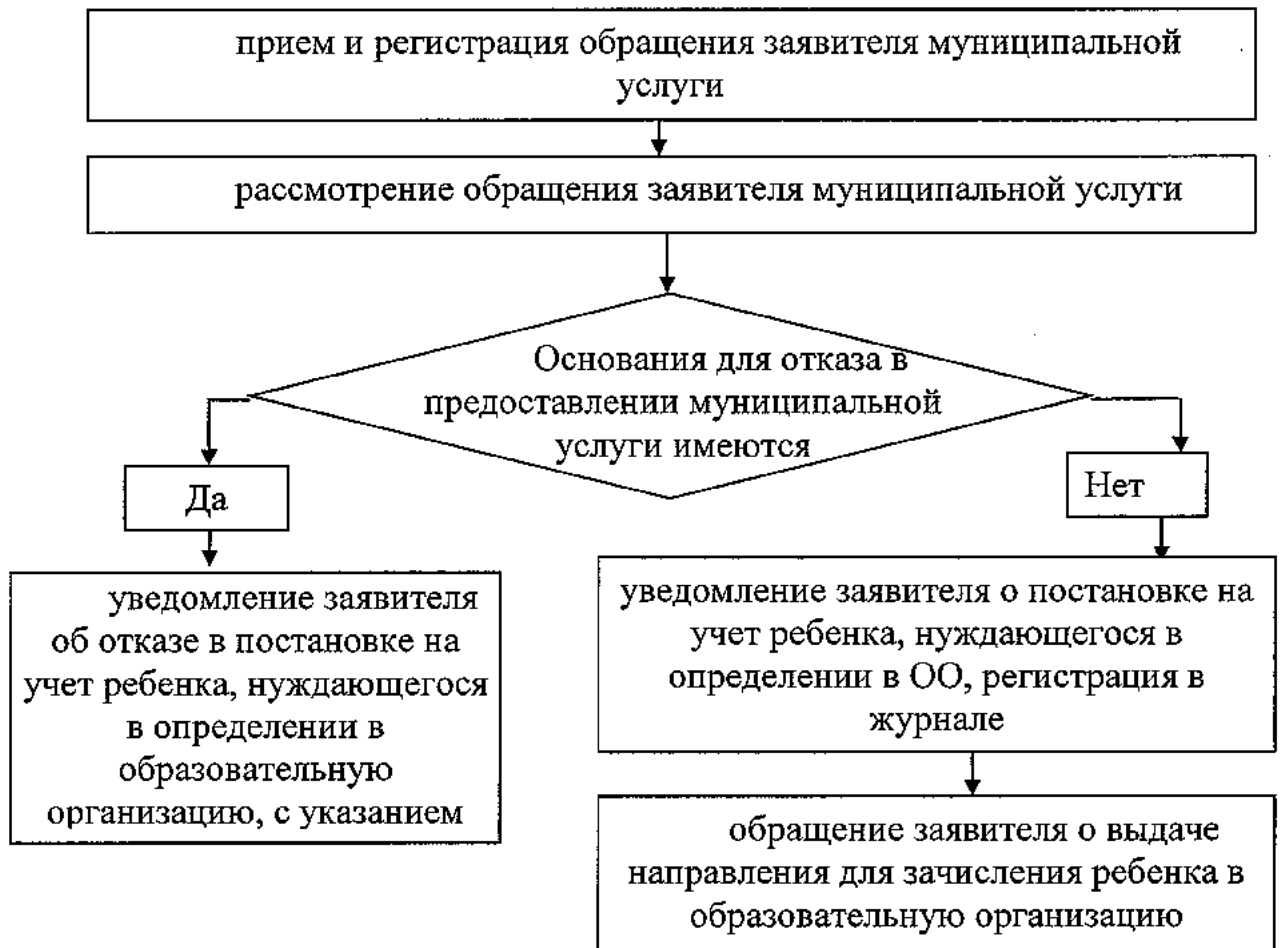 прием и регистрация обращения заявителя муниципальной
услуги
рассмотрение обращения заявителя муниципальной услуги
Основания для отказа в
предоставлении муниципальной
услуги имеются
Да
Нет
уведомление заявителя
об отказе в постановке на
учет ребенка, нуждающегося
в определении в
образовательную
организацию, с указанием
уведомление заявителя о постановке на
учет ребенка, нуждающегося в
определении в ОО, регистрация в
журнале
обращение заявителя о выдаче
направления для зачисления ребенка в
образовательную организацию